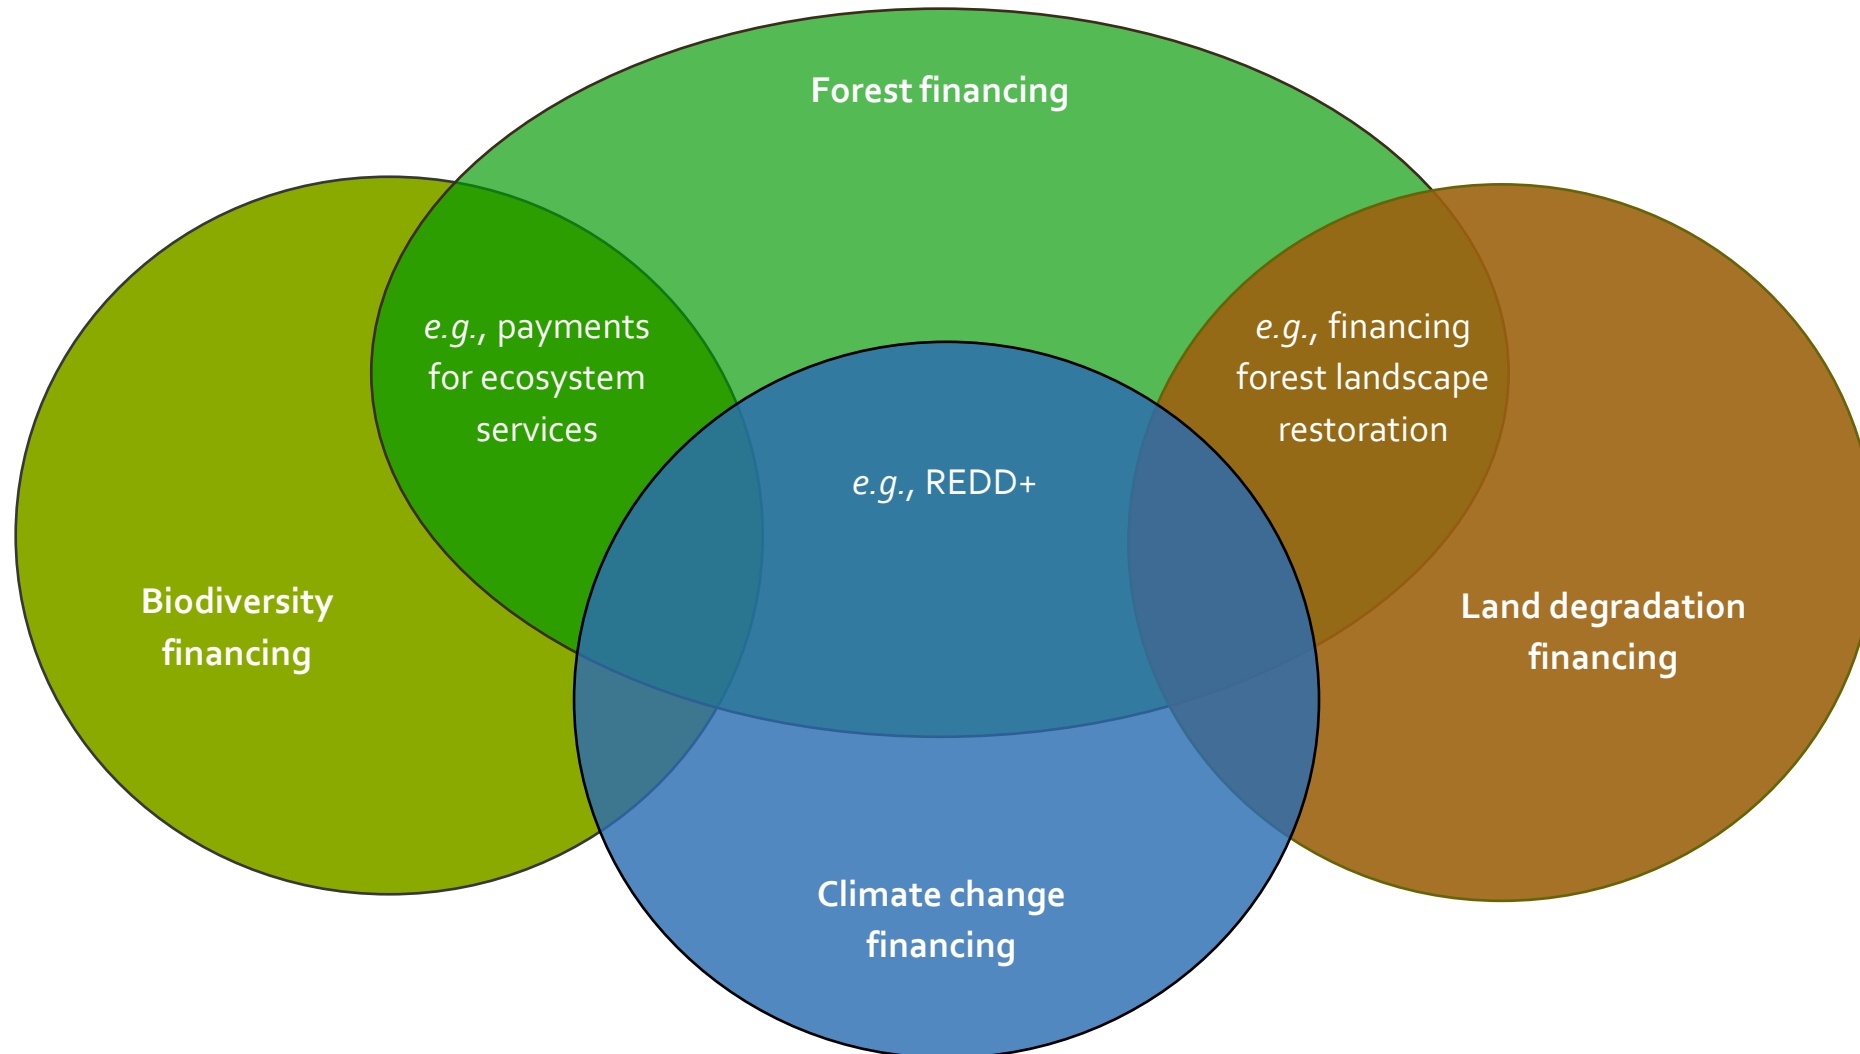 Forest financing
e.g., payments
for ecosystem
services
e.g., financing
forest landscape
restoration
e.g., REDD+
Biodiversity
financing
Land degradation
financing
Climate change
financing